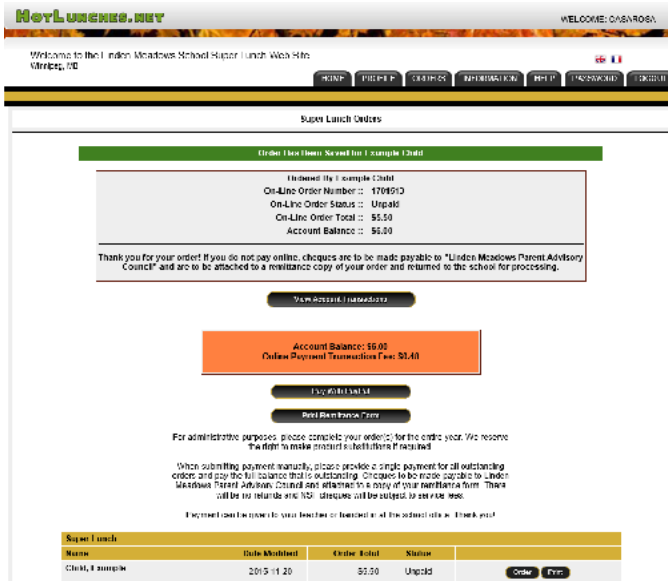 HOTLUNCHES.NET
WELCOME: CASAROSA
Welcome to the Linden Meadows School Super Lunch Web Site
Winnipeg, MB
HOME PROFILE ORDERS INFORMATION HELP PASSWORD LOGOUT
Super Lunch Orders
Order Has Been Saved for Example Child
Ordered By Example Child
On-Line Order Number :: 1701513
On-Line Order Status :: Unpaid
On-Line Order Total :: $5.50
Account Balance :: $6.00
Thank you for your order! If you do not pay online, cheques are to be made payable to "Linden Meadows Parent Advisory
Council" and are to be attached to a remittance copy of your order and returned to the school for processing.
View Account Transactions
Account Balance: $6.00
Online Payment Transaction Fee: $0.40
Pay With PayPal
Print Remittance Form
For administrative purposes, please complete your order(s) for the entire year. We reserve
the right to make product substitutions if required.
When submitting payment manually, please provide a single payment for all outstanding
orders and pay the full balance that is outstanding. Cheques to be made payable to Linden
Meadows Parent Advisory Council and attached to a copy of your remittance form. There
will be no refunds and NSF cheques will be subject to service fees.
Payment can be given to your teacher or handed in at the school office. Thank you!
Super Lunch
Name Date Modified Order Total Status
Child, Example 2015-11-20 $5.50 Unpaid Order Print